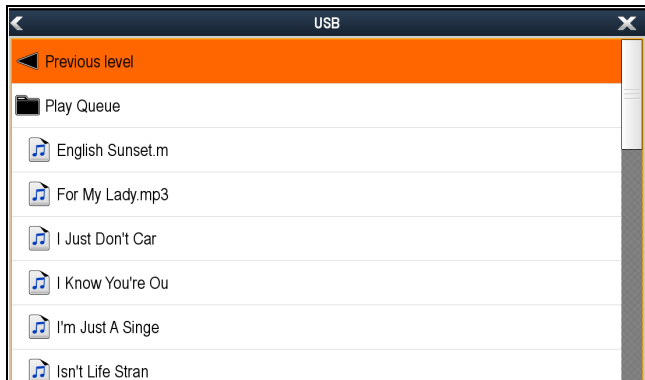 USB
Previous level
Play Queue
English Sunset.m
For My Lady.mp3
I Just Don't Car
I Know You're Ou
I'm Just A Singe
Isn't Life Stran